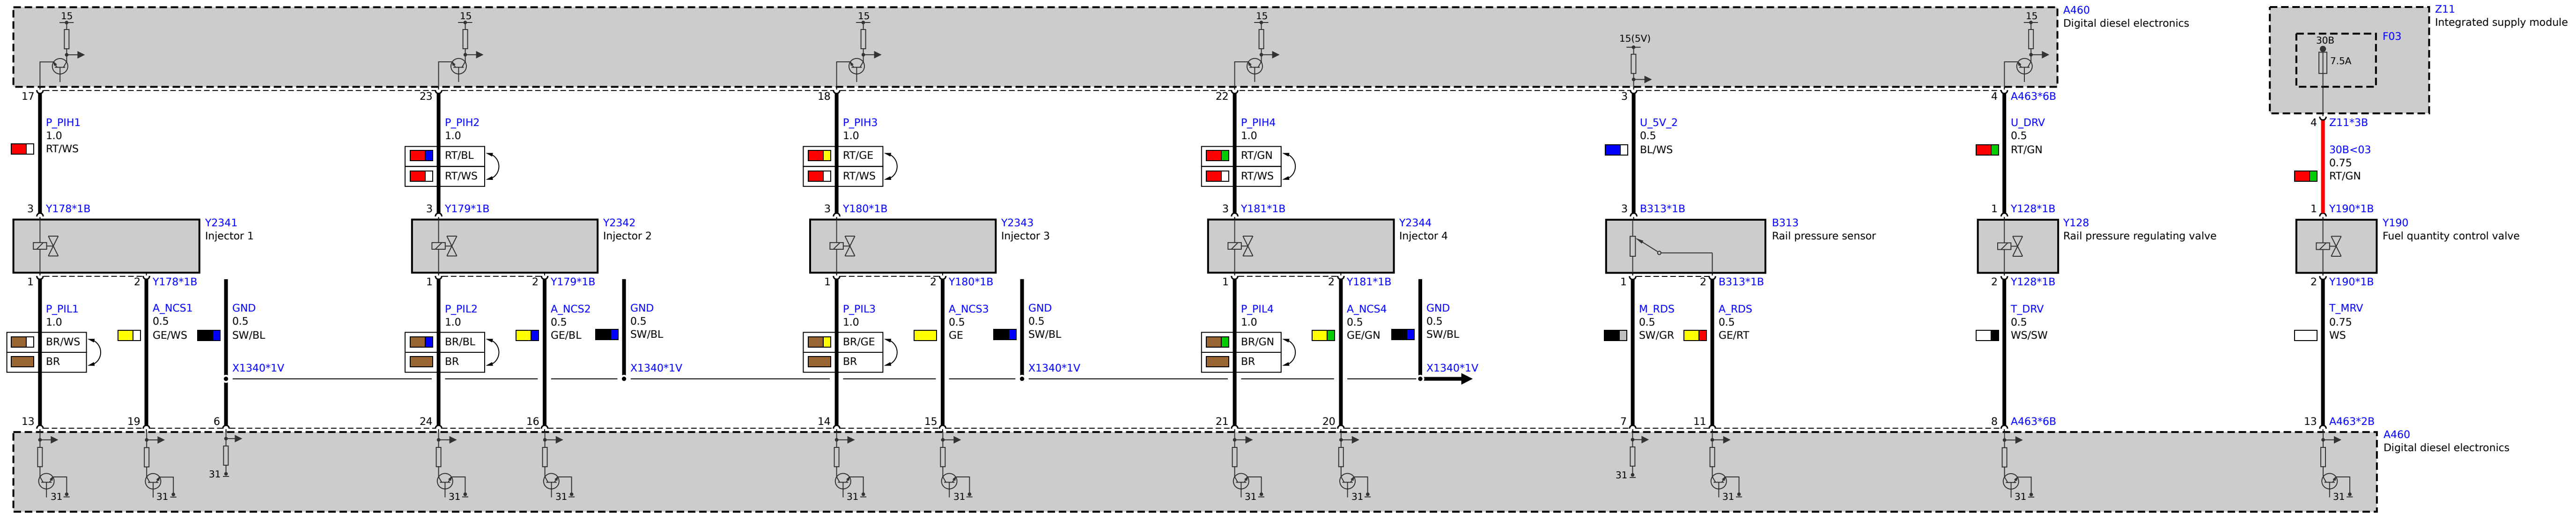 15 15 15 15 15 A460 Z11
Digital diesel electronics Integrated supply module
15(5V) 30B F03
7.5A
17 23 18 22 3 4 A463*6B
4 Z11*3B
P_PIH1 P_PIH2 P_PIH3 P_PIH4 U_5V_2 U_DRV
1.0 1.0 1.0 1.0 0.5 0.5
RT/WS RT/BL RT/GE RT/GN BL/WS RT/GN 30B<03
0.75
RT/WS RT/WS RT/WS RT/GN
3 Y178*1B 3 Y179*1B 3 Y180*1B 3 Y181*1B 3 B313*1B 1 Y128*1B 1 Y190*1B
Y2341 Y2342 Y2343 Y2344 B313 Y128 Y190
Injector 1 Injector 2 Injector 3 Injector 4 Rail pressure sensor Rail pressure regulating valve Fuel quantity control valve
1 2 Y178*1B 1 2 Y179*1B 1 2 Y180*1B 1 2 Y181*1B 1 2 B313*1B 2 Y128*1B 2 Y190*1B
P_PIL1 A_NCS1 GND P_PIL2 A_NCS2 GND P_PIL3 A_NCS3 GND P_PIL4 A_NCS4 GND M_RDS A_RDS T_DRV T_MRV
1.0 0.5 0.5 1.0 0.5 0.5 1.0 0.5 0.5 1.0 0.5 0.5 0.5 0.5 0.5 0.75
BR/WS GE/WS SW/BL BR/BL GE/BL SW/BL BR/GE GE SW/BL BR/GN GE/GN SW/BL SW/GR GE/RT WS/SW WS
BR BR BR BR
X1340*1V X1340*1V X1340*1V X1340*1V
13 19 6 24 16 14 15 21 20 7 11 8 A463*6B 13 A463*2B
A460
Digital diesel electronics
31 31
31 31 31 31 31 31 31 31 31 31 31